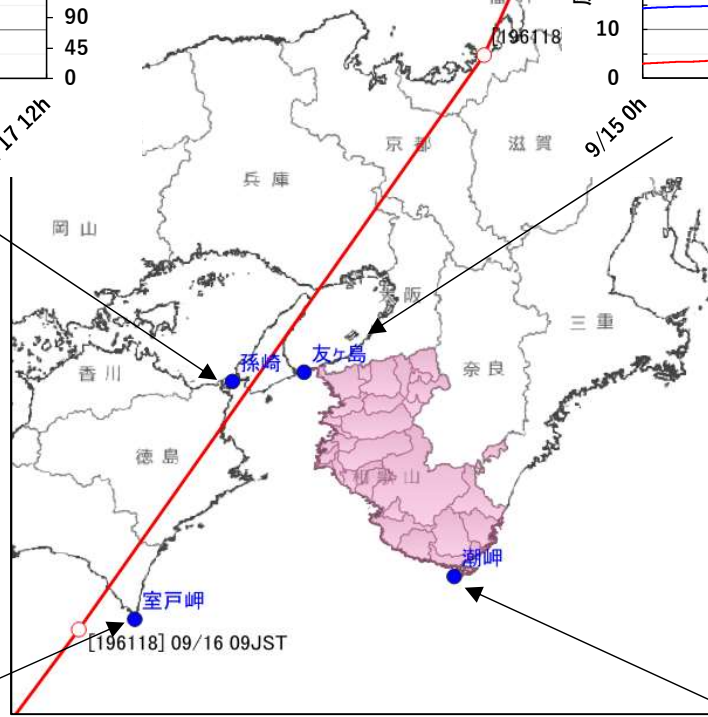 90
45
0
17 12h
[196118]
10
0
9/15 0h
京都
滋賀
兵庫
岡山
大阪
三重
孫崎
友ヶ島
香川
奈良
徳島
和歌山
潮岬
室戸岬
[196118] 09/16 09JST